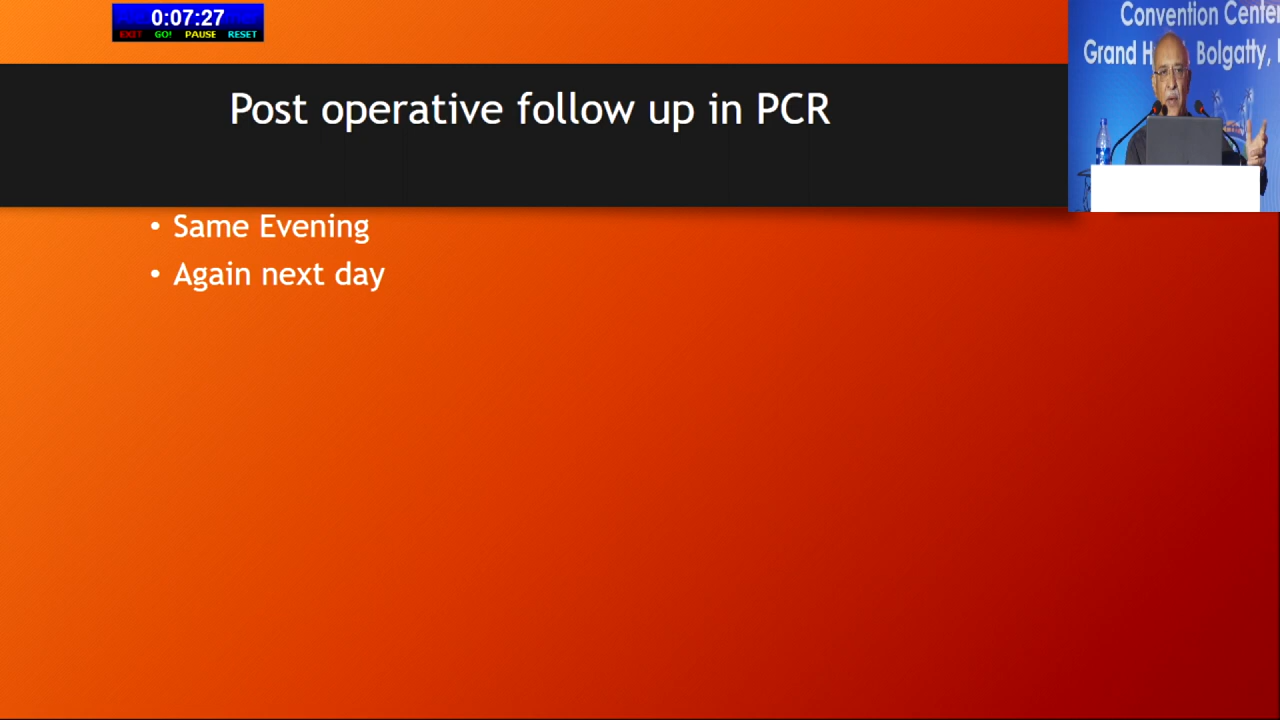 0:07:27
EXIT GO! PAUSE RESET
Convention Center
Grand Bolgatty,
Post operative follow up in PCR
• Same Evening
• Again next day